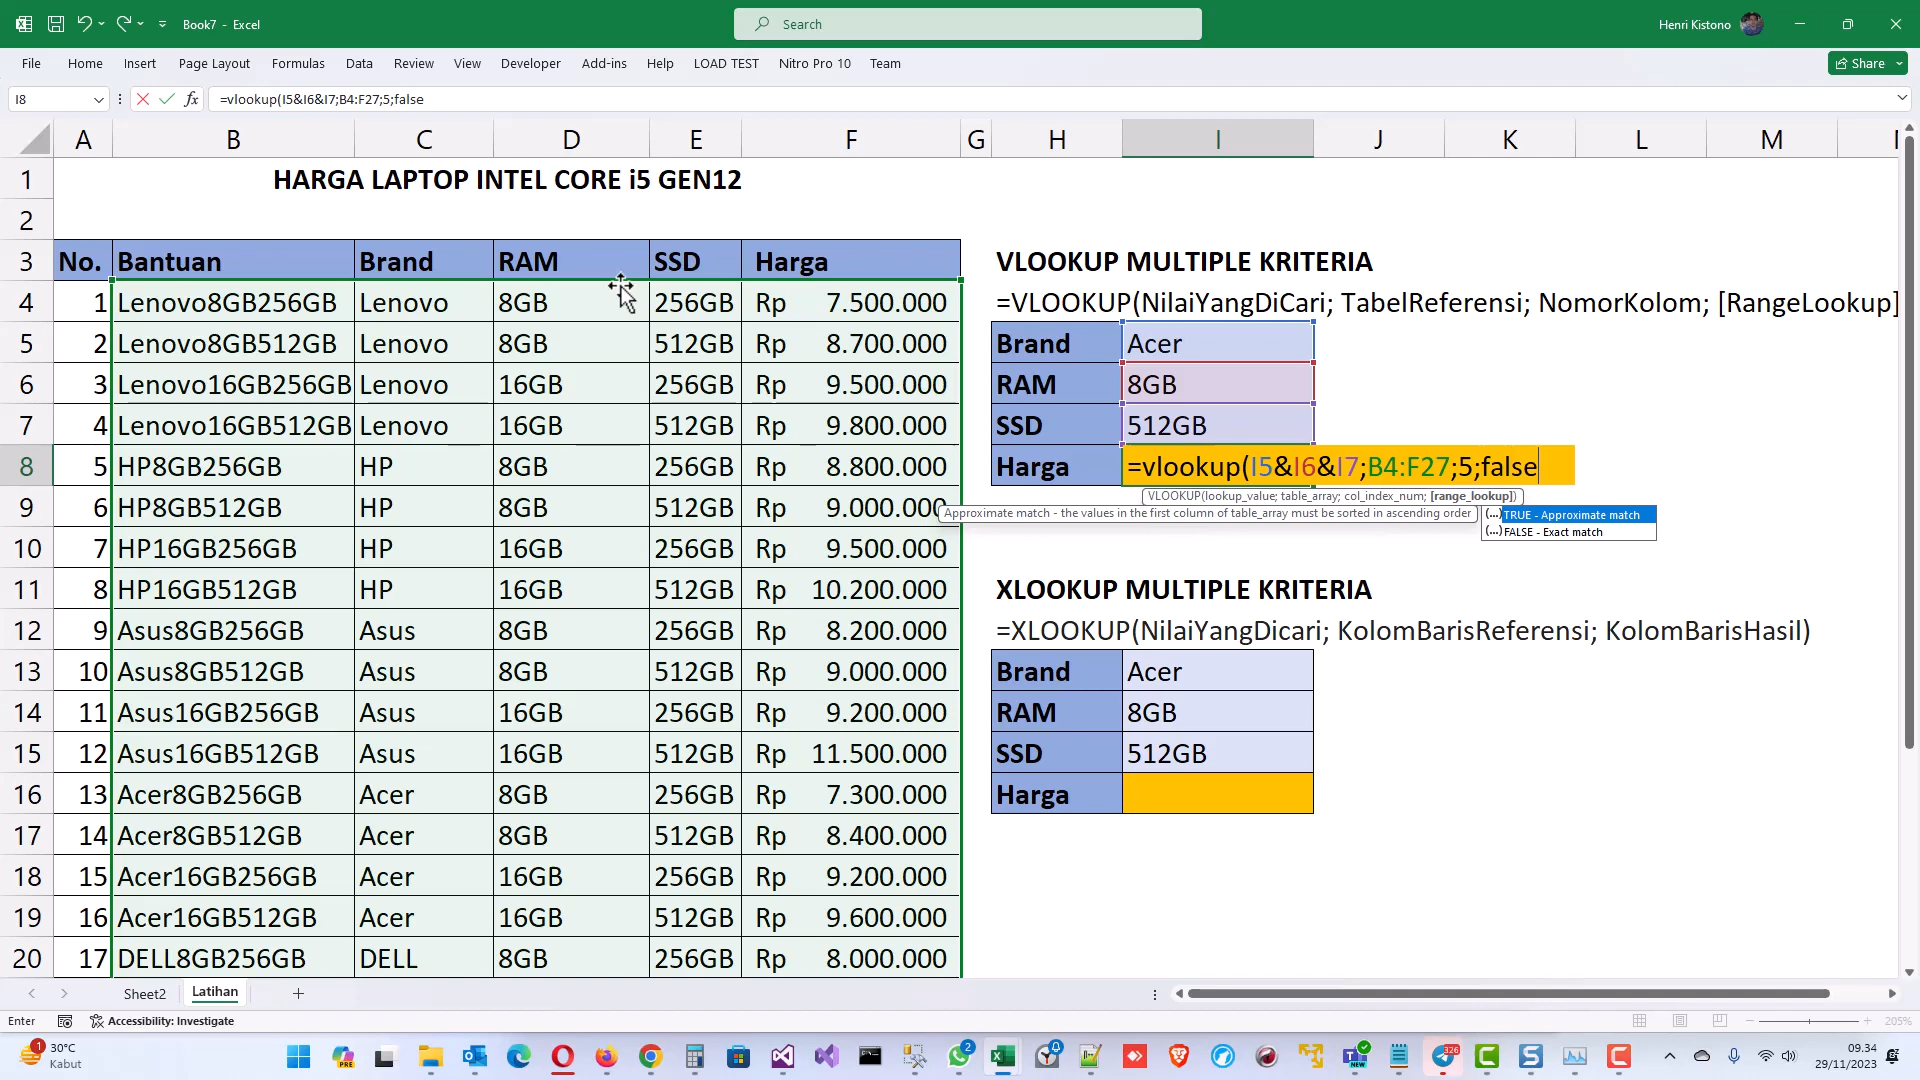 Book7 - Excel
Search
Henri Kistono
File Home Insert Page Layout Formulas Data Review View Developer Add-ins Help LOAD TEST Nitro Pro 10 Team
Share
I8 fx =vlookup(I5&I6&I7;B4:F27;5;false
A B C D E F G H I J K L M
1 HARGA LAPTOP INTEL CORE i5 GEN12
2
3 No. Bantuan Brand RAM SSD Harga VLOOKUP MULTIPLE KRITERIA
4 1 Lenovo8GB256GB Lenovo 8GB 256GB Rp 7.500.000 =VLOOKUP(NilaiYangDiCari; TabelReferensi; NomorKolom; [RangeLookup]
5 2 Lenovo8GB512GB Lenovo 8GB 512GB Rp 8.700.000 Brand Acer
6 3 Lenovo16GB256GB Lenovo 16GB 256GB Rp 9.500.000 RAM 8GB
7 4 Lenovo16GB512GB Lenovo 16GB 512GB Rp 9.800.000 SSD 512GB
8 5 HP8GB256GB HP 8GB 256GB Rp 8.800.000 Harga =vlookup(I5&I6&I7;B4:F27;5;false
VLOOKUP(lookup_value; table_array; col_index_num; [range_lookup])
9 6 HP8GB512GB HP 8GB 512GB Rp 9.000.000
Approximate match - the values in the first column of table_array must be sorted in ascending order
(...) TRUE - Approximate match
(...) FALSE - Exact match
10 7 HP16GB256GB HP 16GB 256GB Rp 9.500.000
11 8 HP16GB512GB HP 16GB 512GB Rp 10.200.000 XLOOKUP MULTIPLE KRITERIA
12 9 Asus8GB256GB Asus 8GB 256GB Rp 8.200.000 =XLOOKUP(NilaiYangDicari; KolomBarisReferensi; KolomBarisHasil)
13 10 Asus8GB512GB Asus 8GB 512GB Rp 9.000.000 Brand Acer
14 11 Asus16GB256GB Asus 16GB 256GB Rp 9.200.000 RAM 8GB
15 12 Asus16GB512GB Asus 16GB 512GB Rp 11.500.000 SSD 512GB
16 13 Acer8GB256GB Acer 8GB 256GB Rp 7.300.000 Harga
17 14 Acer8GB512GB Acer 8GB 512GB Rp 8.400.000
18 15 Acer16GB256GB Acer 16GB 256GB Rp 9.200.000
19 16 Acer16GB512GB Acer 16GB 512GB Rp 9.600.000
20 17 DELL8GB256GB DELL 8GB 256GB Rp 8.000.000
Sheet2 Latihan
Enter Accessibility: Investigate 205%
1 30°C
Kabut
PRE
2
NEW
326
09.34
29/11/2023